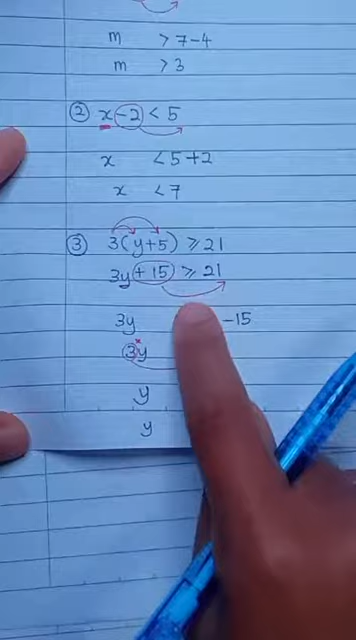 m > 7-4
m > 3
② x -2 < 5
x < 5+2
x < 7
③ 3(y+5) ⩾ 21
3y +15 ⩾ 21
3y -15
3y
y
y